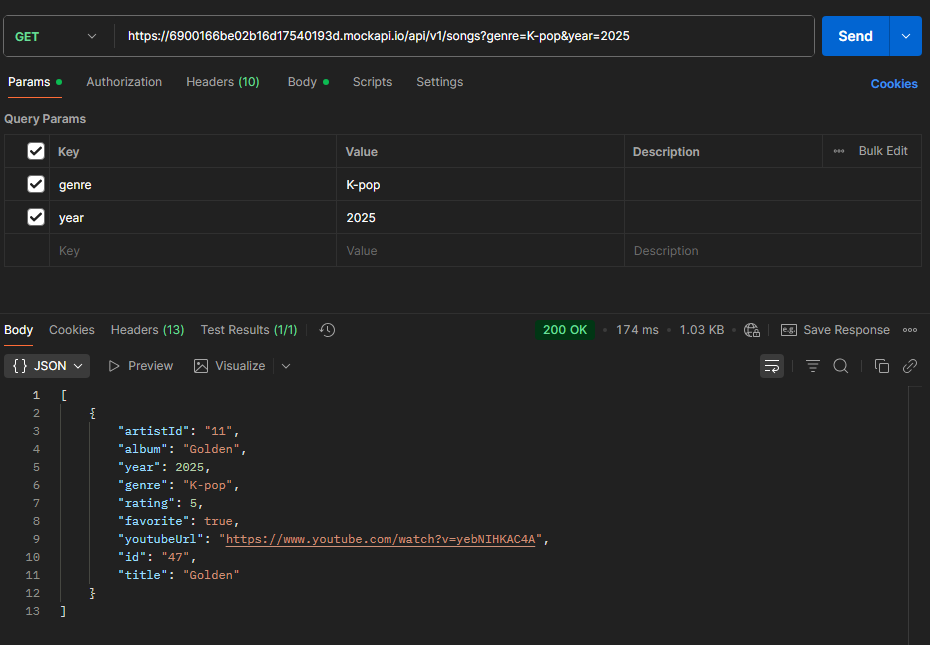 GET https://6900166be02b16d17540193d.mockapi.io/api/v1/songs?genre=K-pop&year=2025 Send
Params Authorization Headers (10) Body Scripts Settings Cookies
Query Params
Key Value Description Bulk Edit
genre K-pop
year 2025
Key Value Description
Body Cookies Headers (13) Test Results (1/1) 200 OK 174 ms 1.03 KB e.g. Save Response
{} JSON Preview Visualize
1 [
2 {
3 "artistId": "11",
4 "album": "Golden",
5 "year": 2025,
6 "genre": "K-pop",
7 "rating": 5,
8 "favorite": true,
9 "youtubeUrl": "https://www.youtube.com/watch?v=yebNIHKAC4A",
10 "id": "47",
11 "title": "Golden"
12 }
13 ]